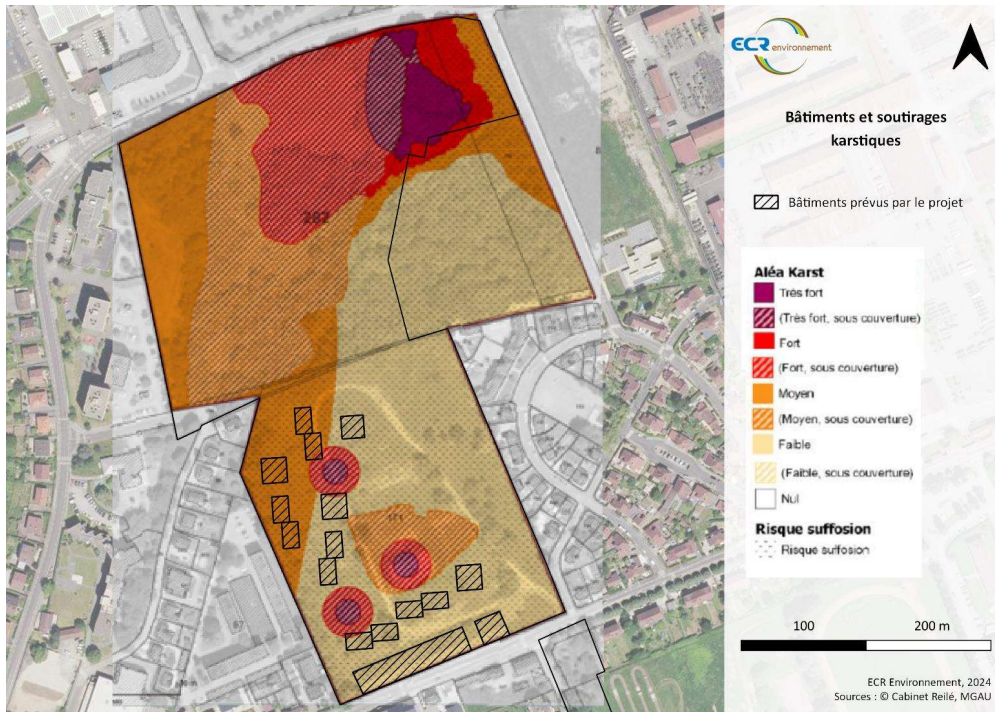 ECR environnement
Bâtiments et soutirages
karstiques
Bâtiments prévus par le projet
Aléa Karst
Très fort
(Très fort, sous couverture)
Fort
(Fort, sous couverture)
Moyen
(Moyen, sous couverture)
Faible
(Faible, sous couverture)
Nul
Risque suffosion
Risque suffosion
282
171
100
200 m
ECR Environnement, 2024
Sources : © Cabinet Reilé, MGAU